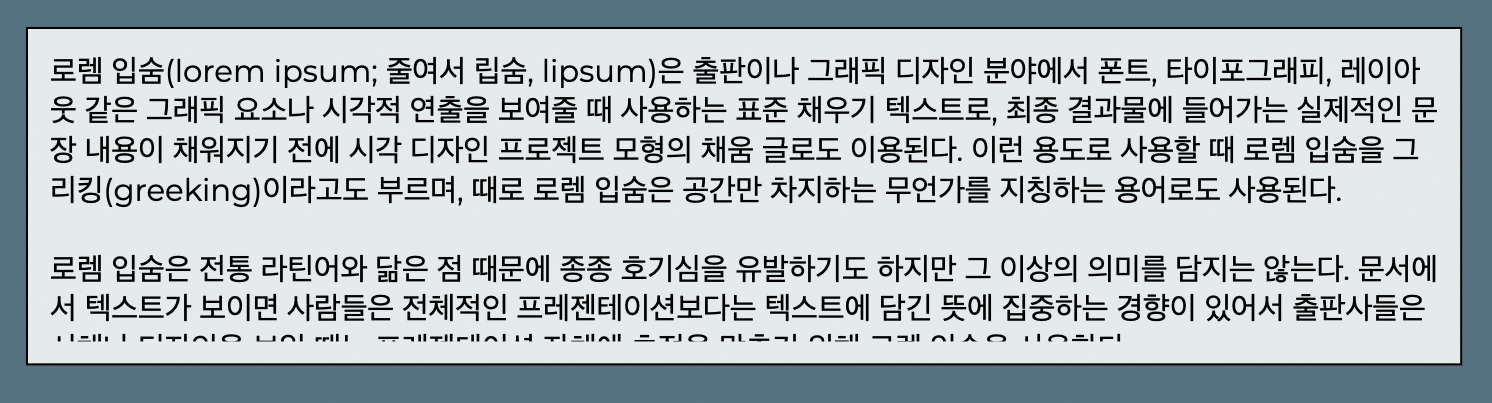 로렘 입숨(lorem ipsum; 줄여서 립숨, lipsum)은 출판이나 그래픽 디자인 분야에서 폰트, 타이포그래피, 레이아
웃 같은 그래픽 요소나 시각적 연출을 보여줄 때 사용하는 표준 채우기 텍스트로, 최종 결과물에 들어가는 실제적인 문
장 내용이 채워지기 전에 시각 디자인 프로젝트 모형의 채움 글로도 이용된다. 이런 용도로 사용할 때 로렘 입숨을 그
리킹(greeking)이라고도 부르며, 때로 로렘 입숨은 공간만 차지하는 무언가를 지칭하는 용어로도 사용된다.
로렘 입숨은 전통 라틴어와 닮은 점 때문에 종종 호기심을 유발하기도 하지만 그 이상의 의미를 담지는 않는다. 문서에
서 텍스트가 보이면 사람들은 전체적인 프레젠테이션보다는 텍스트에 담긴 뜻에 집중하는 경향이 있어서 출판사들은